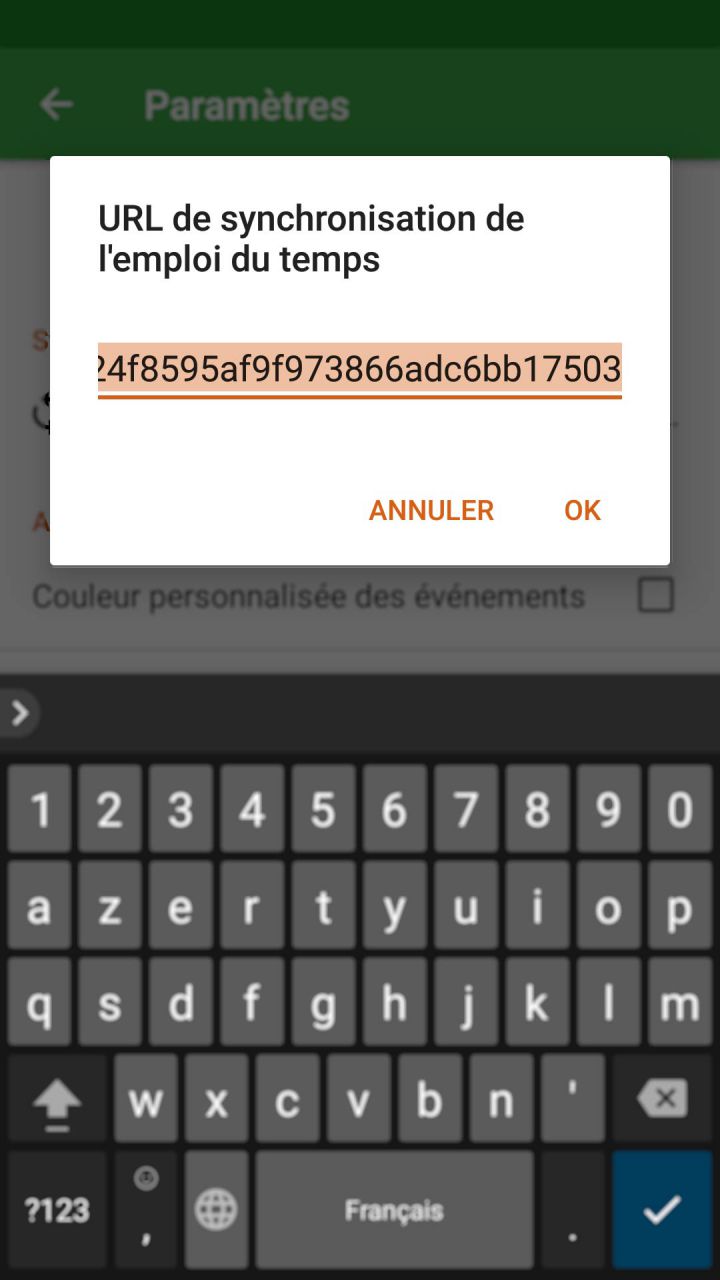 Paramètres
URL de synchronisation de
l'emploi du temps
24f8595af9f973866adc6bb17503
ANNULER OK
Couleur personnalisée des événements
1 2 3 4 5 6 7 8 9 0
a z e r t y u i o p
q s d f g h j k l m
w x c v b n '
?123 , Français .